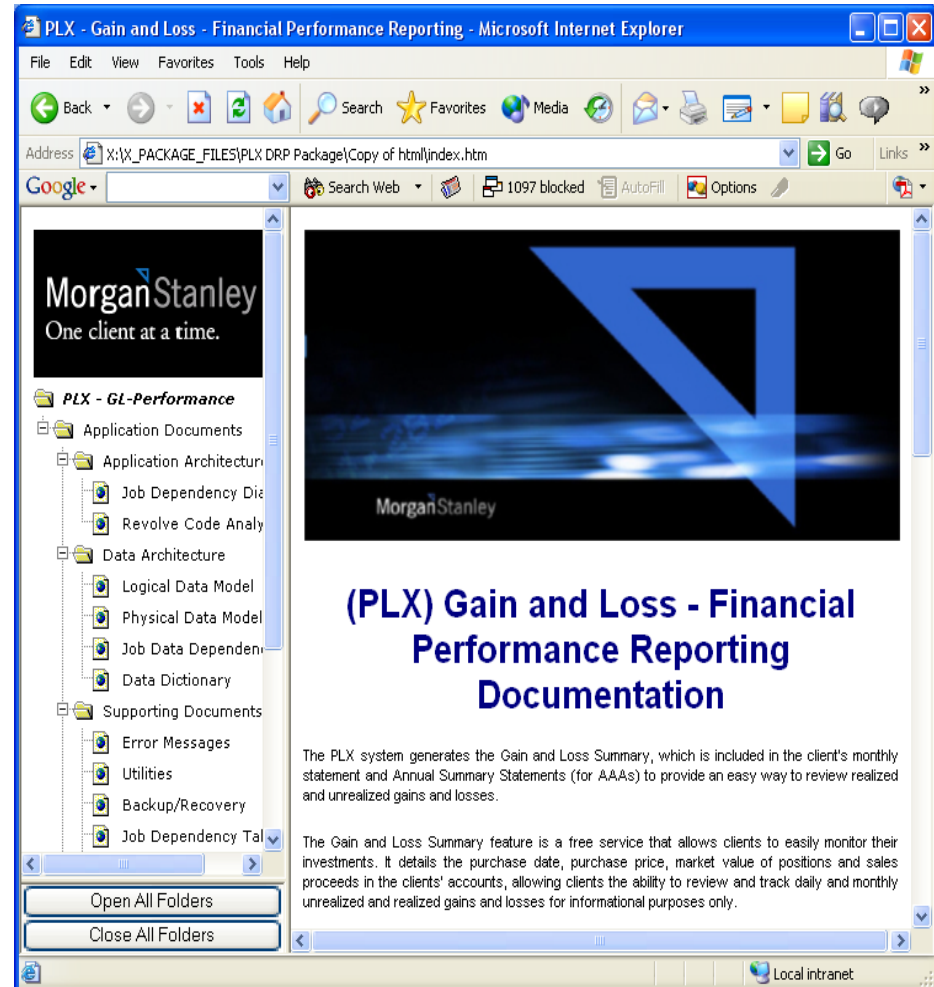 PLX - Gain and Loss - Financial Performance Reporting - Microsoft Internet Explorer
File Edit View Favorites Tools Help
Back Search Favorites Media »
Address X:\X_PACKAGE_FILES\PLX DRP Package\Copy of html\index.htm Go Links »
Google Search Web 1097 blocked AutoFill Options
MorganStanley
One client at a time.
PLX - GL-Performance
Application Documents
Application Architectur
Job Dependency Dia
Revolve Code Analy
Data Architecture
Logical Data Model
Physical Data Model
Job Data Dependen
Data Dictionary
Supporting Documents
Error Messages
Utilities
Backup/Recovery
Job Dependency Tal
Open All Folders
Close All Folders
MorganStanley
(PLX) Gain and Loss - Financial
Performance Reporting
Documentation
The PLX system generates the Gain and Loss Summary, which is included in the client's monthly
statement and Annual Summary Statements (for AAAs) to provide an easy way to review realized
and unrealized gains and losses.
The Gain and Loss Summary feature is a free service that allows clients to easily monitor their
investments. It details the purchase date, purchase price, market value of positions and sales
proceeds in the clients' accounts, allowing clients the ability to review and track daily and monthly
unrealized and realized gains and losses for informational purposes only.
Local intranet